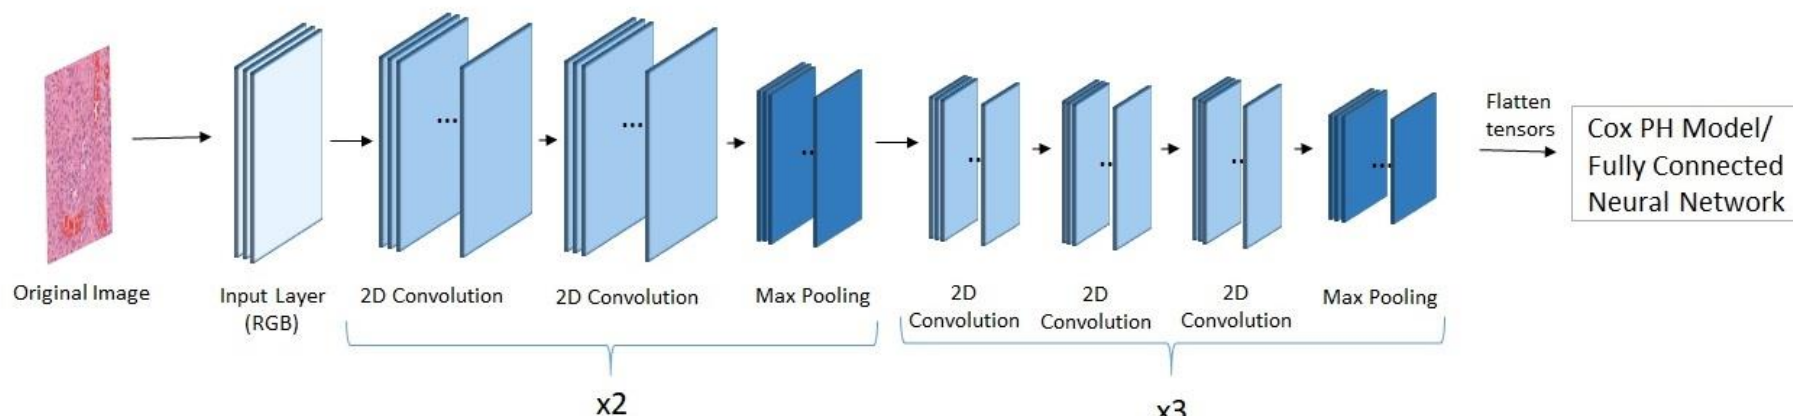 Original Image
Input Layer
(RGB)
2D Convolution
2D Convolution
Max Pooling
2D
Convolution
2D
Convolution
2D
Convolution
Max Pooling
Flatten
tensors
Cox PH Model/
Fully Connected
Neural Network
x2
x3